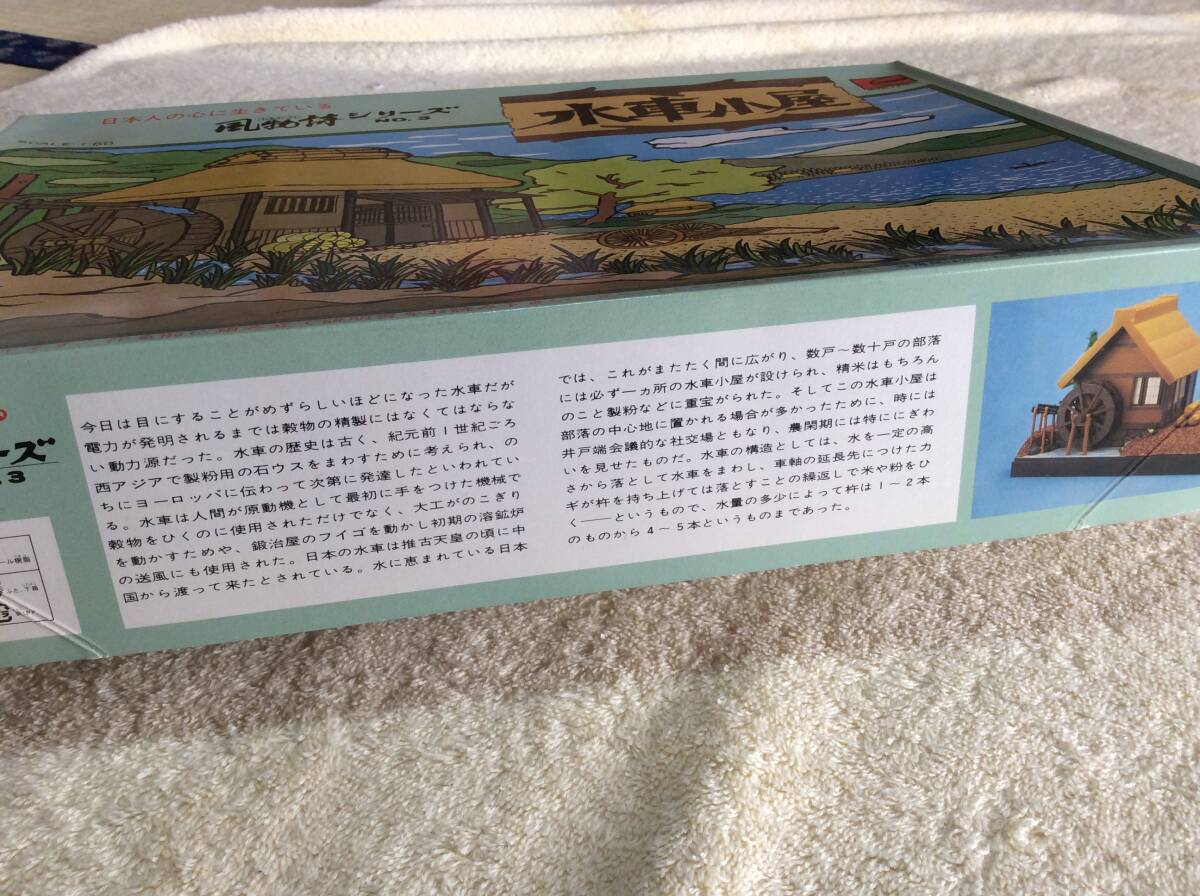 日本人の心に生きている
風物詩シリーズ
NO.3
SCALE 1:60
水車小屋
ーズ
.3
今日は目にすることがめずらしいほどになった水車だが
電力が発明されるまでは穀物の精製にはなくてはならな
い動力源だった。水車の歴史は古く、紀元前1世紀ごろ
西アジアで製粉用の石ウスをまわすために考えられ、の
ちにヨーロッパに伝わって次第に発達したといわれてい
る。水車は人間が原動機として最初に手をつけた機械で
穀物をひくのに使用されただけでなく、大工がのこぎり
を動かすためや、鍛冶屋のフイゴを動かし初期の溶鉱炉
の送風にも使用された。日本の水車は推古天皇の頃に中
国から渡って来たとされている。水に恵まれている日本
では、これがまたたく間に広がり、数戸〜数十戸の部落
には必ず一カ所の水車小屋が設けられ、精米はもちろん
のこと製粉などに重宝がられた。そしてこの水車小屋は
部落の中心地に置かれる場合が多かったために、時には
井戸端会議的な社交場ともなり、農閑期には特ににぎわ
いを見せたものだ。水車の構造としては、水を一定の高
さから落として水車をまわし、車軸の延長先につけたカ
ギが杵を持ち上げては落とすことの繰返しで米や粉をひ
く――というもので、水量の多少によって杵は1〜2本
のものから4〜5本というものまであった。